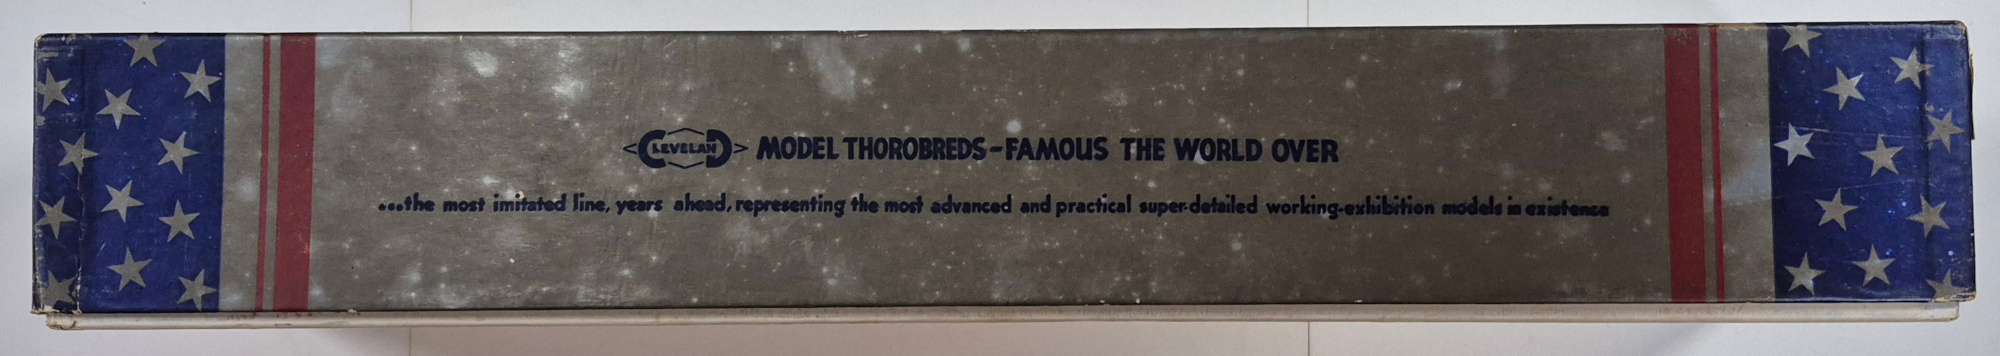 CLEVELAND MODEL THOROBREDS-FAMOUS THE WORLD OVER
...the most imitated line, years ahead, representing the most advanced and practical super-detailed working-exhibition models in existence